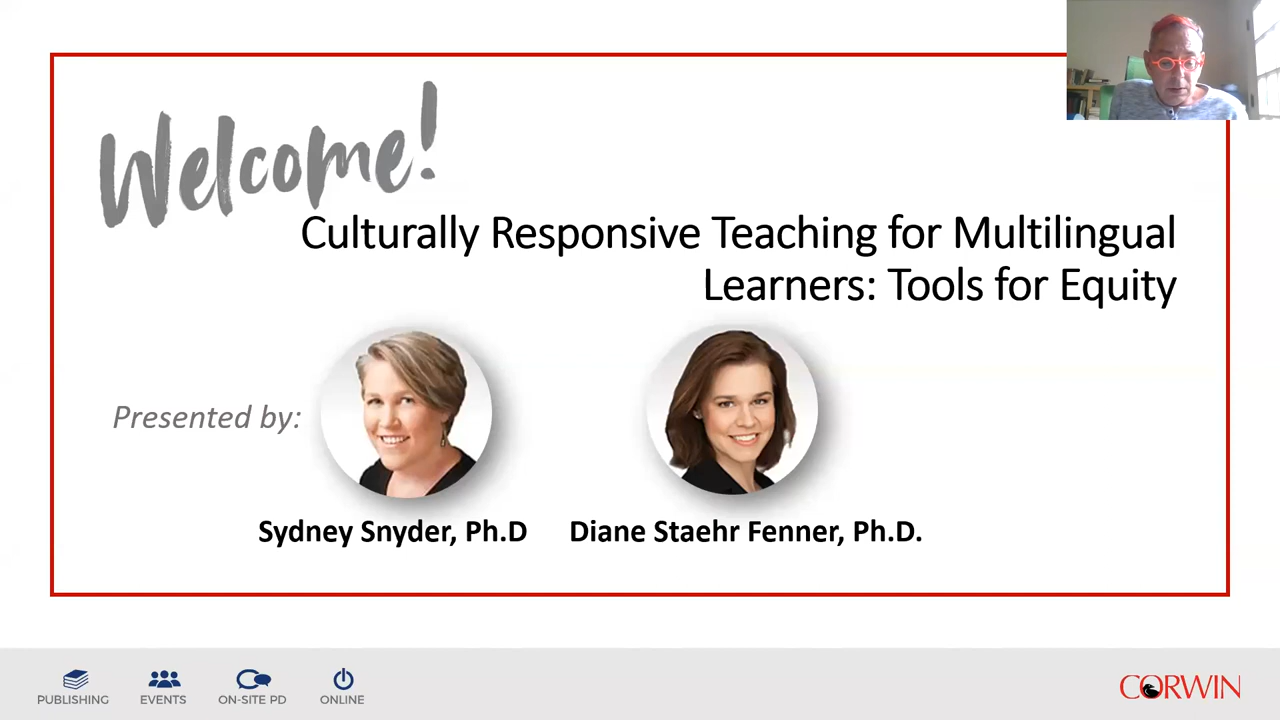 Welcome!
Culturally Responsive Teaching for Multilingual
Learners: Tools for Equity
Presented by:
Sydney Snyder, Ph.D
Diane Staehr Fenner, Ph.D.
PUBLISHING
EVENTS
ON-SITE PD
ONLINE
CORWIN